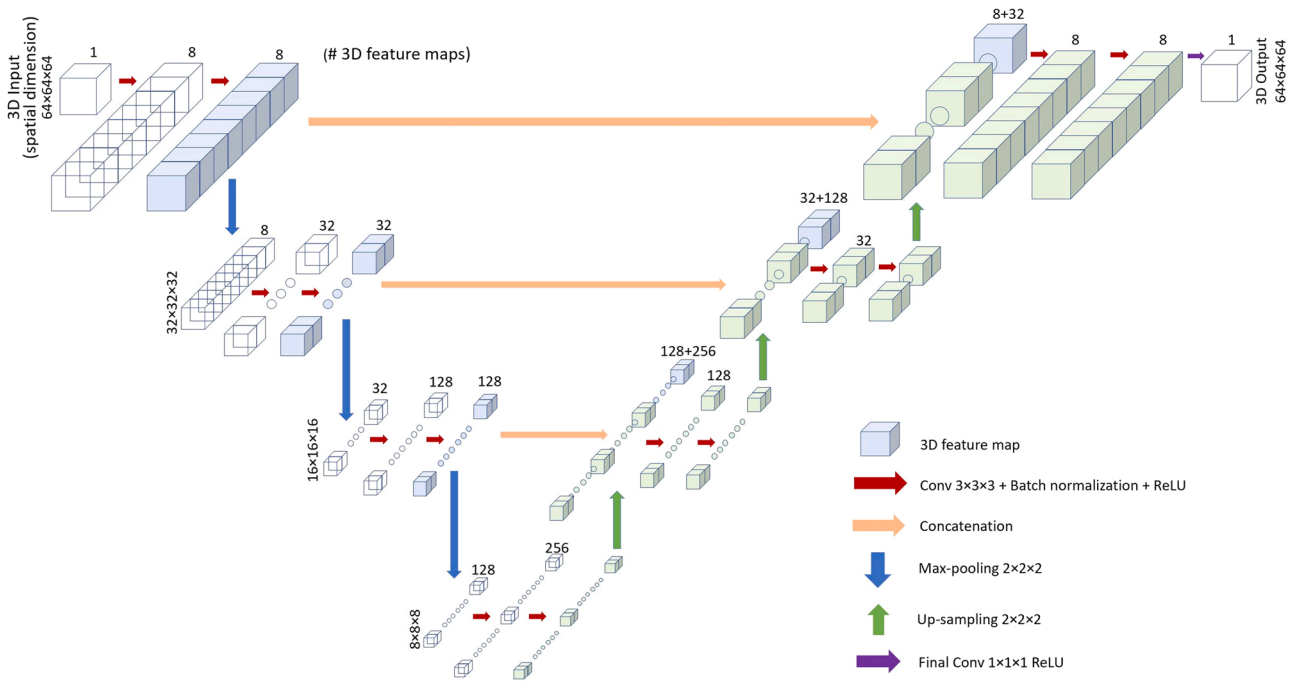 3D Input
(spatial dimension)
64×64×64
1
8
8
(# 3D feature maps)
8+32
8
8
1
3D Output
64×64×64
32×32×32
8
32
32
32+128
32
16×16×16
32
128
128
128+256
128
8×8×8
128
256
3D feature map
Conv 3×3×3 + Batch normalization + ReLU
Concatenation
Max-pooling 2×2×2
Up-sampling 2×2×2
Final Conv 1×1×1 ReLU